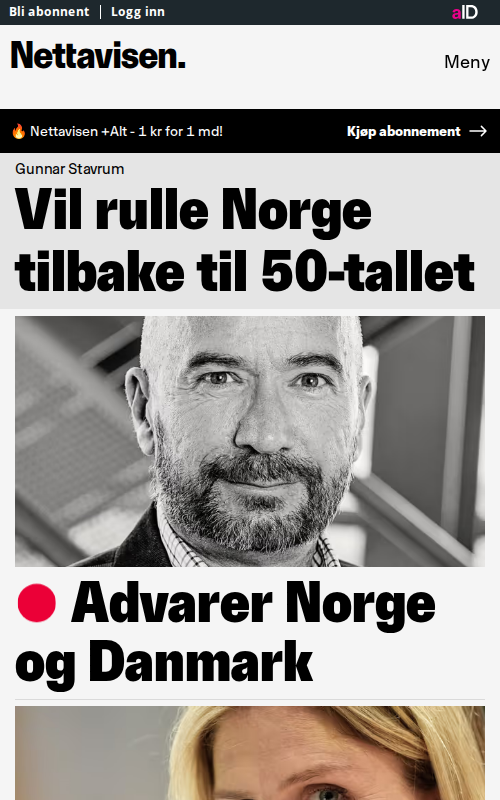 Bli abonnent | Logg inn
aID
Nettavisen.
Meny
🔥 Nettavisen +Alt - 1 kr for 1 md!
Kjøp abonnement →
Gunnar Stavrum
Vil rulle Norge
tilbake til 50-tallet
Advarer Norge
og Danmark